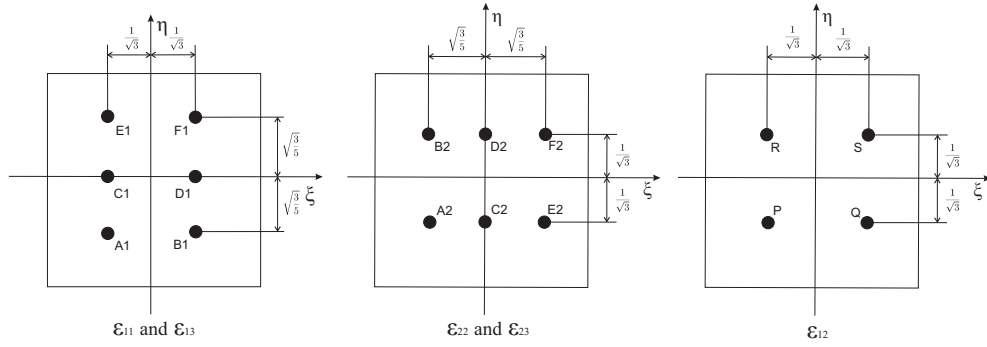 η
1/√3 1/√3
E1 F1
√3/5
C1 D1
ξ
√3/5
A1 B1
ε11 and ε13
η
√3/5 √3/5
B2 D2 F2
1/√3
ξ
1/√3
A2 C2 E2
ε22 and ε23
η
1/√3 1/√3
R S
1/√3
ξ
1/√3
P Q
ε12